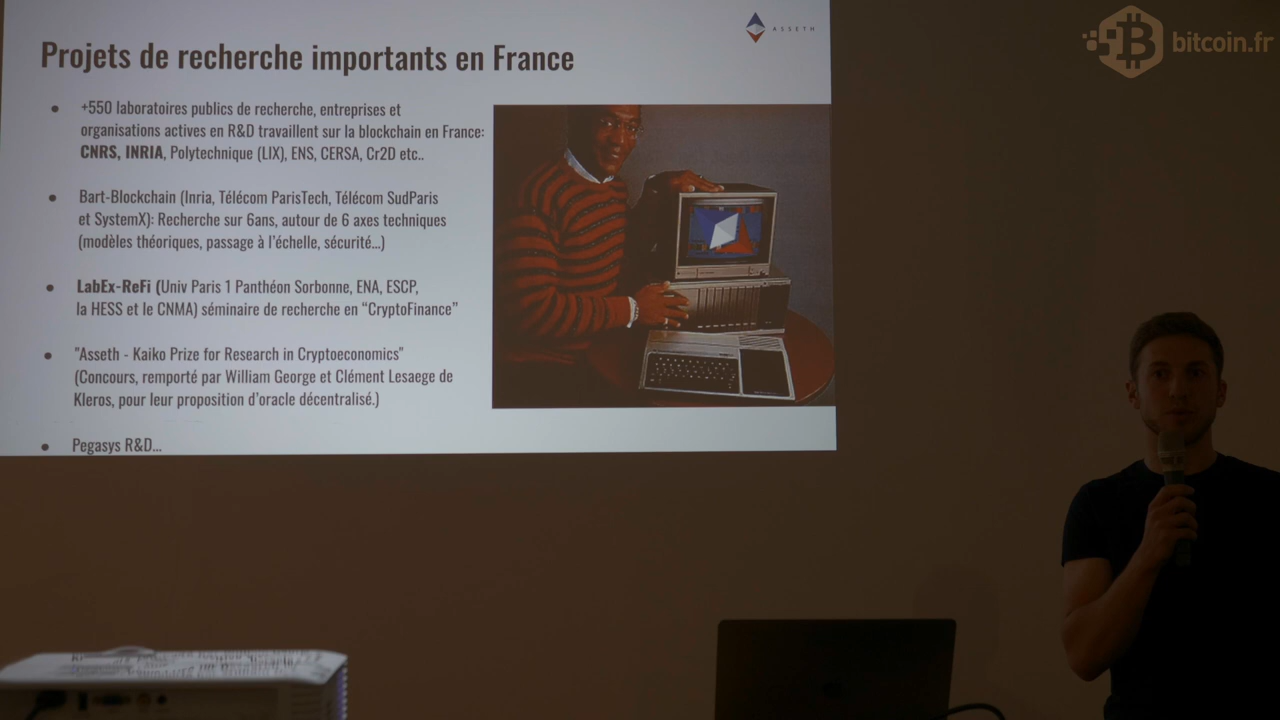 ASSETH
bitcoin.fr
Projets de recherche importants en France
+550 laboratoires publics de recherche, entreprises et
organisations actives en R&D travaillent sur la blockchain en France:
CNRS, INRIA, Polytechnique (LIX), ENS, CERSA, Cr2D etc..
Bart-Blockchain (Inria, Télécom ParisTech, Télécom SudParis
et SystemX): Recherche sur 6ans, autour de 6 axes techniques
(modèles théoriques, passage à l'échelle, sécurité...)
LabEx-ReFi (Univ Paris 1 Panthéon Sorbonne, ENA, ESCP,
la HESS et le CNMA) séminaire de recherche en “CryptoFinance”
"Asseth - Kaiko Prize for Research in Cryptoeconomics"
(Concours, remporté par William George et Clément Lesaege de
Kleros, pour leur proposition d'oracle décentralisé.)
Pegasys R&D...